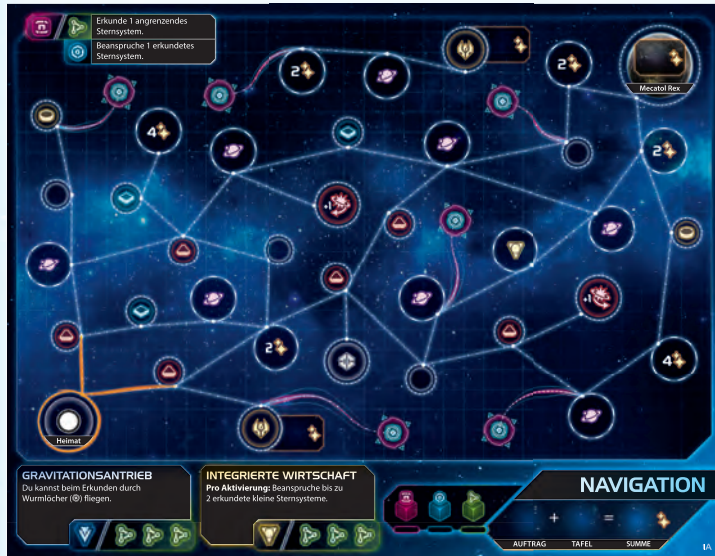 Erkunde 1 angrenzendes
Sternsystem.
Beanspruche 1 erkundetes
Sternsystem.
2
2
Mecatol Rex
4
2
+1
+1
2
4
Heimat
GRAVITATIONSANTRIEB
Du kannst beim Erkunden durch
Wurmlöcher () fliegen.
INTEGRIERTE WIRTSCHAFT
Pro Aktivierung: Beanspruche bis zu
2 erkundete kleine Sternsysteme.
NAVIGATION
+ =
AUFTRAG TAFEL SUMME
1A